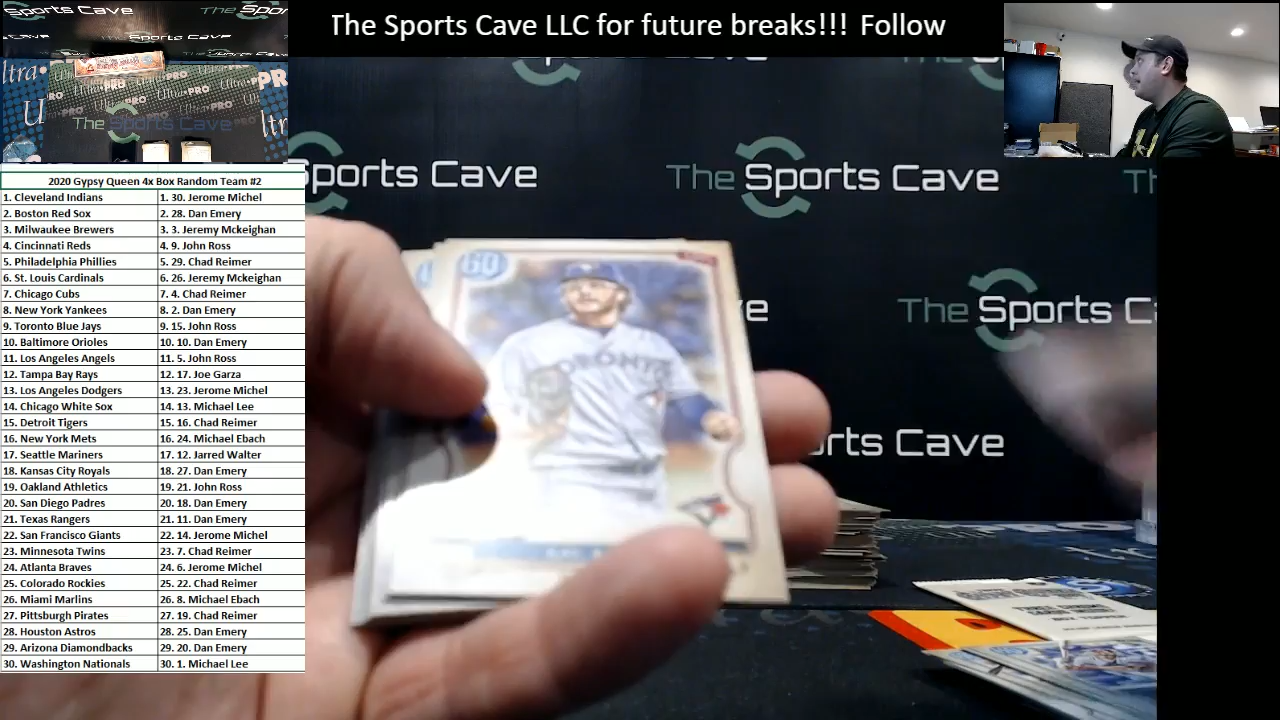 The Sports Cave LLC for future breaks!!! Follow
ltra
PRO
The Sports Cave
2020 Gypsy Queen 4x Box Random Team #2
1. Cleveland Indians 1. 30. Jerome Michel
2. Boston Red Sox 2. 28. Dan Emery
3. Milwaukee Brewers 3. 3. Jeremy Mckeighan
4. Cincinnati Reds 4. 9. John Ross
5. Philadelphia Phillies 5. 29. Chad Reimer
6. St. Louis Cardinals 6. 26. Jeremy Mckeighan
7. Chicago Cubs 7. 4. Chad Reimer
8. New York Yankees 8. 2. Dan Emery
9. Toronto Blue Jays 9. 15. John Ross
10. Baltimore Orioles 10. 10. Dan Emery
11. Los Angeles Angels 11. 5. John Ross
12. Tampa Bay Rays 12. 17. Joe Garza
13. Los Angeles Dodgers 13. 23. Jerome Michel
14. Chicago White Sox 14. 13. Michael Lee
15. Detroit Tigers 15. 16. Chad Reimer
16. New York Mets 16. 24. Michael Ebach
17. Seattle Mariners 17. 12. Jarred Walter
18. Kansas City Royals 18. 27. Dan Emery
19. Oakland Athletics 19. 21. John Ross
20. San Diego Padres 20. 18. Dan Emery
21. Texas Rangers 21. 11. Dan Emery
22. San Francisco Giants 22. 14. Jerome Michel
23. Minnesota Twins 23. 7. Chad Reimer
24. Atlanta Braves 24. 6. Jerome Michel
25. Colorado Rockies 25. 22. Chad Reimer
26. Miami Marlins 26. 8. Michael Ebach
27. Pittsburgh Pirates 27. 19. Chad Reimer
28. Houston Astros 28. 25. Dan Emery
29. Arizona Diamondbacks 29. 20. Dan Emery
30. Washington Nationals 30. 1. Michael Lee
Sports Cave
The Sports Cave
Th
The Sports C
rts Cave
GQ
TORONTO